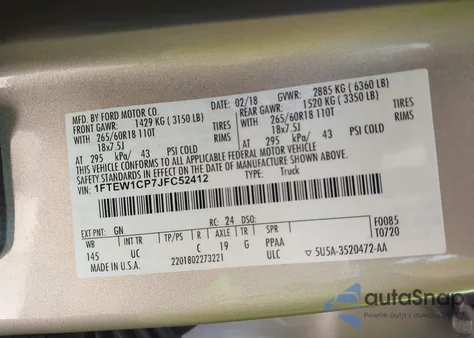 MFD. BY FORD MOTOR CO. DATE: 02/18 GVWR: 2885 KG (6360 LB)
FRONT GAWR: 1429 KG (3150 LB) REAR GAWR: 1520 KG (3350 LB)
WITH 265/60R18 110T TIRES WITH 265/60R18 110T TIRES
18x7.5J RIMS 18x7.5J RIMS
AT 295 kPa/ 43 PSI COLD AT 295 kPa/ 43 PSI COLD
THIS VEHICLE CONFORMS TO ALL APPLICABLE FEDERAL MOTOR VEHICLE
SAFETY STANDARDS IN EFFECT ON THE DATE OF MANUFACTURE SHOWN ABOVE.
VIN: 1FTEW1CP7JFC52412
TYPE: Truck
F0085
T0720
EXT PNT: GN RC: 24 DSO:
WB INT TR TP/PS R AXLE TR SPR
145 UC C 19 G PPAA
MADE IN U.S.A. 2201802273221 ULC 5U5A-3520472-AA
autoSnap
Pewne auto z USA